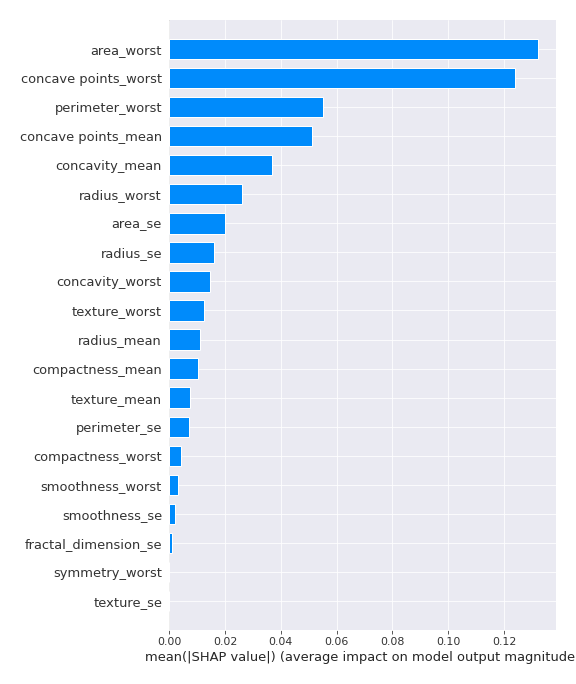 area_worst
concave points_worst
perimeter_worst
concave points_mean
concavity_mean
radius_worst
area_se
radius_se
concavity_worst
texture_worst
radius_mean
compactness_mean
texture_mean
perimeter_se
compactness_worst
smoothness_worst
smoothness_se
fractal_dimension_se
symmetry_worst
texture_se
0.00 0.02 0.04 0.06 0.08 0.10 0.12
mean(|SHAP value|) (average impact on model output magnitude